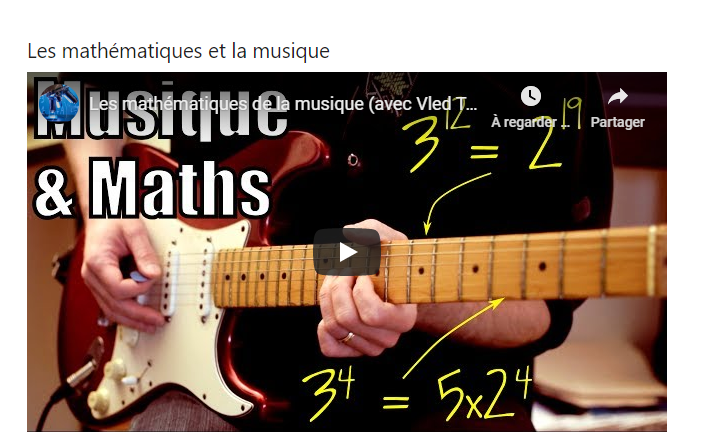 Les mathématiques et la musique
Musique
Les mathématiques de la musique (avec Vled T...
À regarder ...
Partager
3¹² = 2¹⁹
& Maths
3⁴ = 5x2⁴